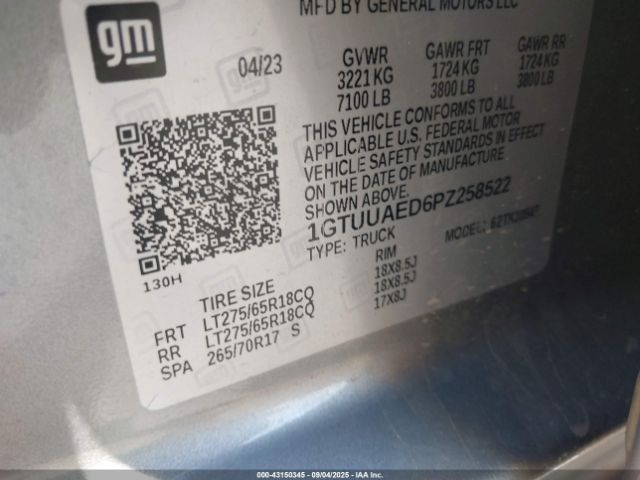 MFD BY GENERAL MOTORS LLC
gm
04/23
GVWR GAWR FRT GAWR RR
3221 KG 1724 KG 1724 KG
7100 LB 3800 LB 3800 LB
THIS VEHICLE CONFORMS TO ALL
APPLICABLE U.S. FEDERAL MOTOR
VEHICLE SAFETY STANDARDS IN EFFECT
ON THE DATE OF MANUFACTURE
SHOWN ABOVE.
1GTUUAED6PZ258522
TYPE: TRUCK MODEL:
130H
TIRE SIZE RIM
FRT LT275/65R18CQ 18X8.5J
RR LT275/65R18CQ 18X8.5J
SPA 265/70R17 S 17X8J
000-43150345 - 09/04/2025 - IAA Inc.